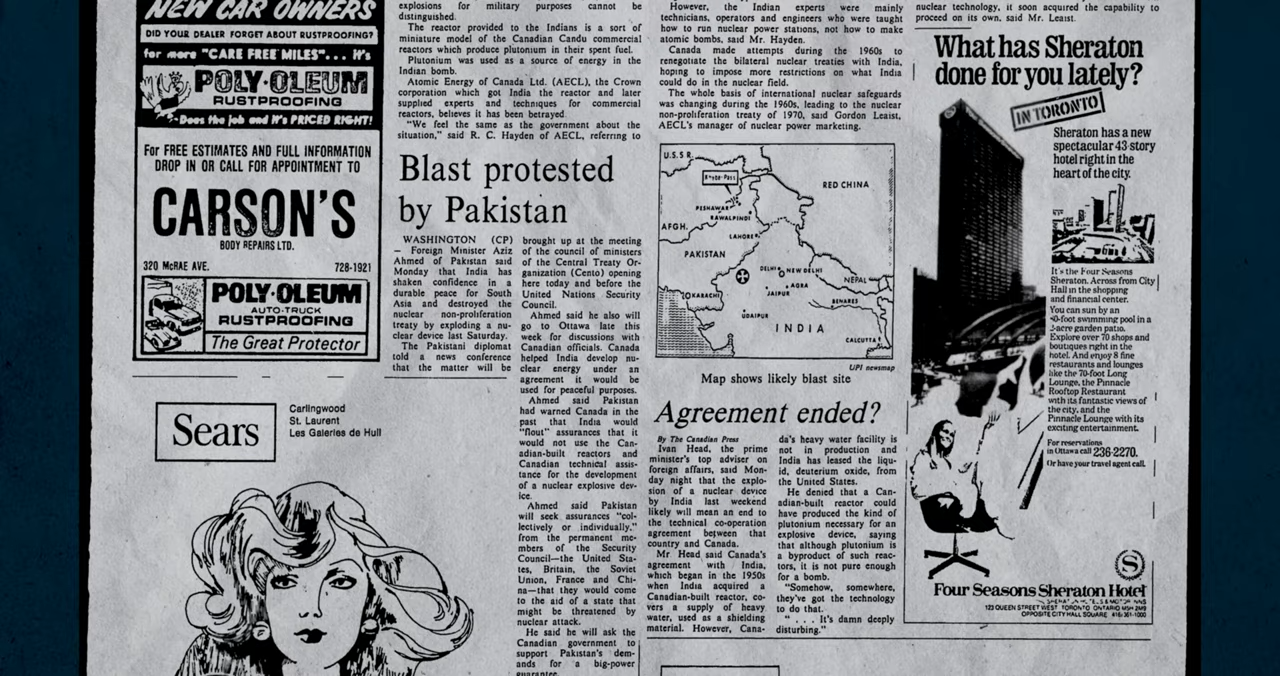 NEW CAR OWNERS
DID YOUR DEALER FORGET ABOUT RUSTPROOFING?
for more "CARE FREE MILES"... It's
POLY-OLEUM
RUSTPROOFING
Does the job and it's PRICED RIGHT!
For FREE ESTIMATES AND FULL INFORMATION
DROP IN OR CALL FOR APPOINTMENT TO
CARSON'S
BODY REPAIRS LTD.
320 McRAE AVE. 728-1921
POLY·OLEUM
AUTO-TRUCK
RUSTPROOFING
The Great Protector
Sears
Carlingwood
St. Laurent
Les Galeries de Hull
explosions for military purposes cannot be
distinguished.
The reactor provided to the Indians is a sort of
miniature model of the Canadian Candu commercial
reactors which produce plutonium in their spent fuel.
Plutonium was used as a source of energy in the
Indian bomb.
Atomic Energy of Canada Ltd. (AECL), the Crown
corporation which got India the reactor and later
supplied experts and techniques for commercial
reactors, believes it has been betrayed.
"We feel the same as the government about the
situation," said R. C. Hayden of AECL, referring to
Blast protested
by Pakistan
WASHINGTON (CP)
— Foreign Minister Aziz
Ahmed of Pakistan said
Monday that India has
shaken confidence in a
durable peace for South
Asia and destroyed the
nuclear non-proliferation
treaty by exploding a nu-
clear device last Saturday.
The Pakistani diplomat
told a news conference
that the matter will be
brought up at the meeting
of the council of ministers
of the Central Treaty Or-
ganization (Cento) opening
here today and before the
United Nations Security
Council.
Ahmed said he also will
go to Ottawa late this
week for discussions with
Canadian officials. Canada
helped India develop nu-
clear energy under an
agreement it would be
used for peaceful purposes.
Ahmed said Pakistan
had warned Canada in the
past that India would
"flout" assurances that it
would not use the Can-
adian-built reactors and
Canadian technical assis-
tance for the development
of a nuclear explosive dev-
ice.
Ahmed said Pakistan
will seek assurances "col-
lectively or individually,"
from the permanent me-
mbers of the Security
Council—the United Sta-
tes, Britain, the Soviet
Union, France and Chi-
na—that they would come
to the aid of a state that
might be threatened by
nuclear attack.
He said he will ask the
Canadian government to
support Pakistan's dem-
ands for a big-power
guarantee.
However, the Indian experts were mainly
technicians, operators and engineers who were taught
how to run nuclear power stations, not how to make
atomic bombs, said Mr. Hayden.
Canada made attempts during the 1960s to
renegotiate the bilateral nuclear treaties with India,
hoping to impose more restrictions on what India
could do in the nuclear field.
The whole basis of international nuclear safeguards
was changing during the 1960s, leading to the nuclear
non-proliferation treaty of 1970, said Gordon Leaist,
AECL's manager of nuclear power marketing.
U.S.S.R.
RED CHINA
PESHAWAR
RAWALPINDI
AFGH.
LAHORE
PAKISTAN
DELHI NEW DELHI
NEPAL
AGRA
JAIPUR
KARACHI
BENARES
UDAIPUR
INDIA
CALCUTTA
UPI newsmap
Map shows likely blast site
Agreement ended?
By The Canadian Press
Ivan Head, the prime
minister's top adviser on
foreign affairs, said Mon-
day night that the explo-
sion of a nuclear device
by India last weekend
likely will mean an end to
the technical co-operation
agreement between that
country and Canada.
Mr Head said Canada's
agreement with India,
which began in the 1950s
when India acquired a
Canadian-built reactor, co-
vers a supply of heavy
water, used as a shielding
material. However, Cana-
da's heavy water facility is
not in production and
India has leased the liqu-
id, deuterium oxide, from
the United States.
He denied that a Can-
adian-built reactor could
have produced the kind of
plutonium necessary for an
explosive device, saying
that although plutonium is
a byproduct of such reac-
tors, it is not pure enough
for a bomb.
"Somehow, somewhere,
they've got the technology
to do that.
" . . . It's damn deeply
disturbing."
nuclear technology, it soon acquired the capability to
proceed on its own, said Mr. Leaist.
What has Sheraton
done for you lately?
IN TORONTO
Sheraton has a new
spectacular 43-story
hotel right in the
heart of the city.
It's the Four Seasons
Sheraton. Across from City
Hall in the shopping
and financial center.
You can sun by an
-foot swimming pool in a
-acre garden patio.
Explore over 70 shops and
boutiques right in the
hotel. And enjoy 8 fine
restaurants and lounges
like the 70-foot Long
Lounge, the Pinnacle
Rooftop Restaurant
with its fantastic views of
the city, and the
Pinnacle Lounge with its
exciting entertainment.
For reservations
in Ottawa call 236-2270.
Or have your travel agent call.
S
Four Seasons Sheraton Hotel
123 QUEEN STREET WEST TORONTO ONTARIO M5H 2M9
OPPOSITE CITY HALL SQUARE 416/361-1000